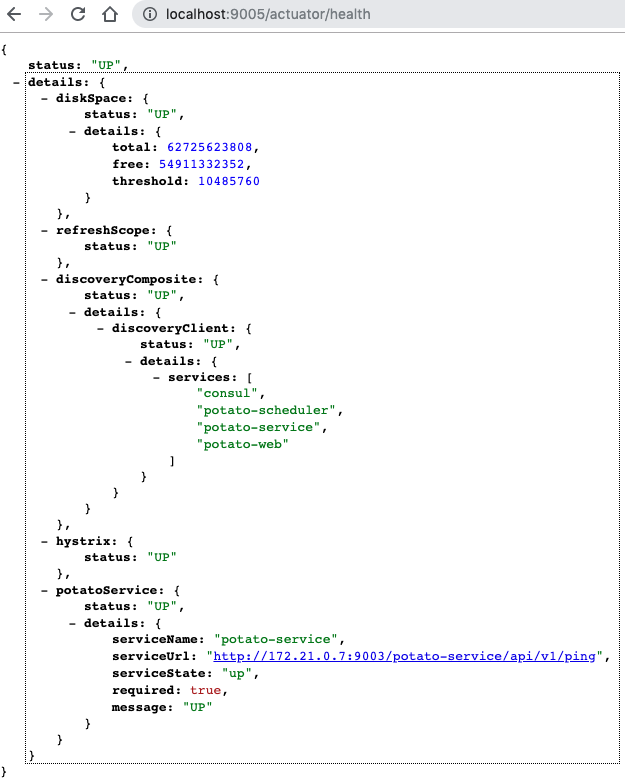 localhost:9005/actuator/health
{
status: "UP",
- details: {
- diskSpace: {
status: "UP",
- details: {
total: 62725623808,
free: 54911332352,
threshold: 10485760
}
},
- refreshScope: {
status: "UP"
},
- discoveryComposite: {
status: "UP",
- details: {
- discoveryClient: {
status: "UP",
- details: {
- services: [
"consul",
"potato-scheduler",
"potato-service",
"potato-web"
]
}
}
}
},
- hystrix: {
status: "UP"
},
- potatoService: {
status: "UP",
- details: {
serviceName: "potato-service",
serviceUrl: "http://172.21.0.7:9003/potato-service/api/v1/ping",
serviceState: "up",
required: true,
message: "UP"
}
}
}
}